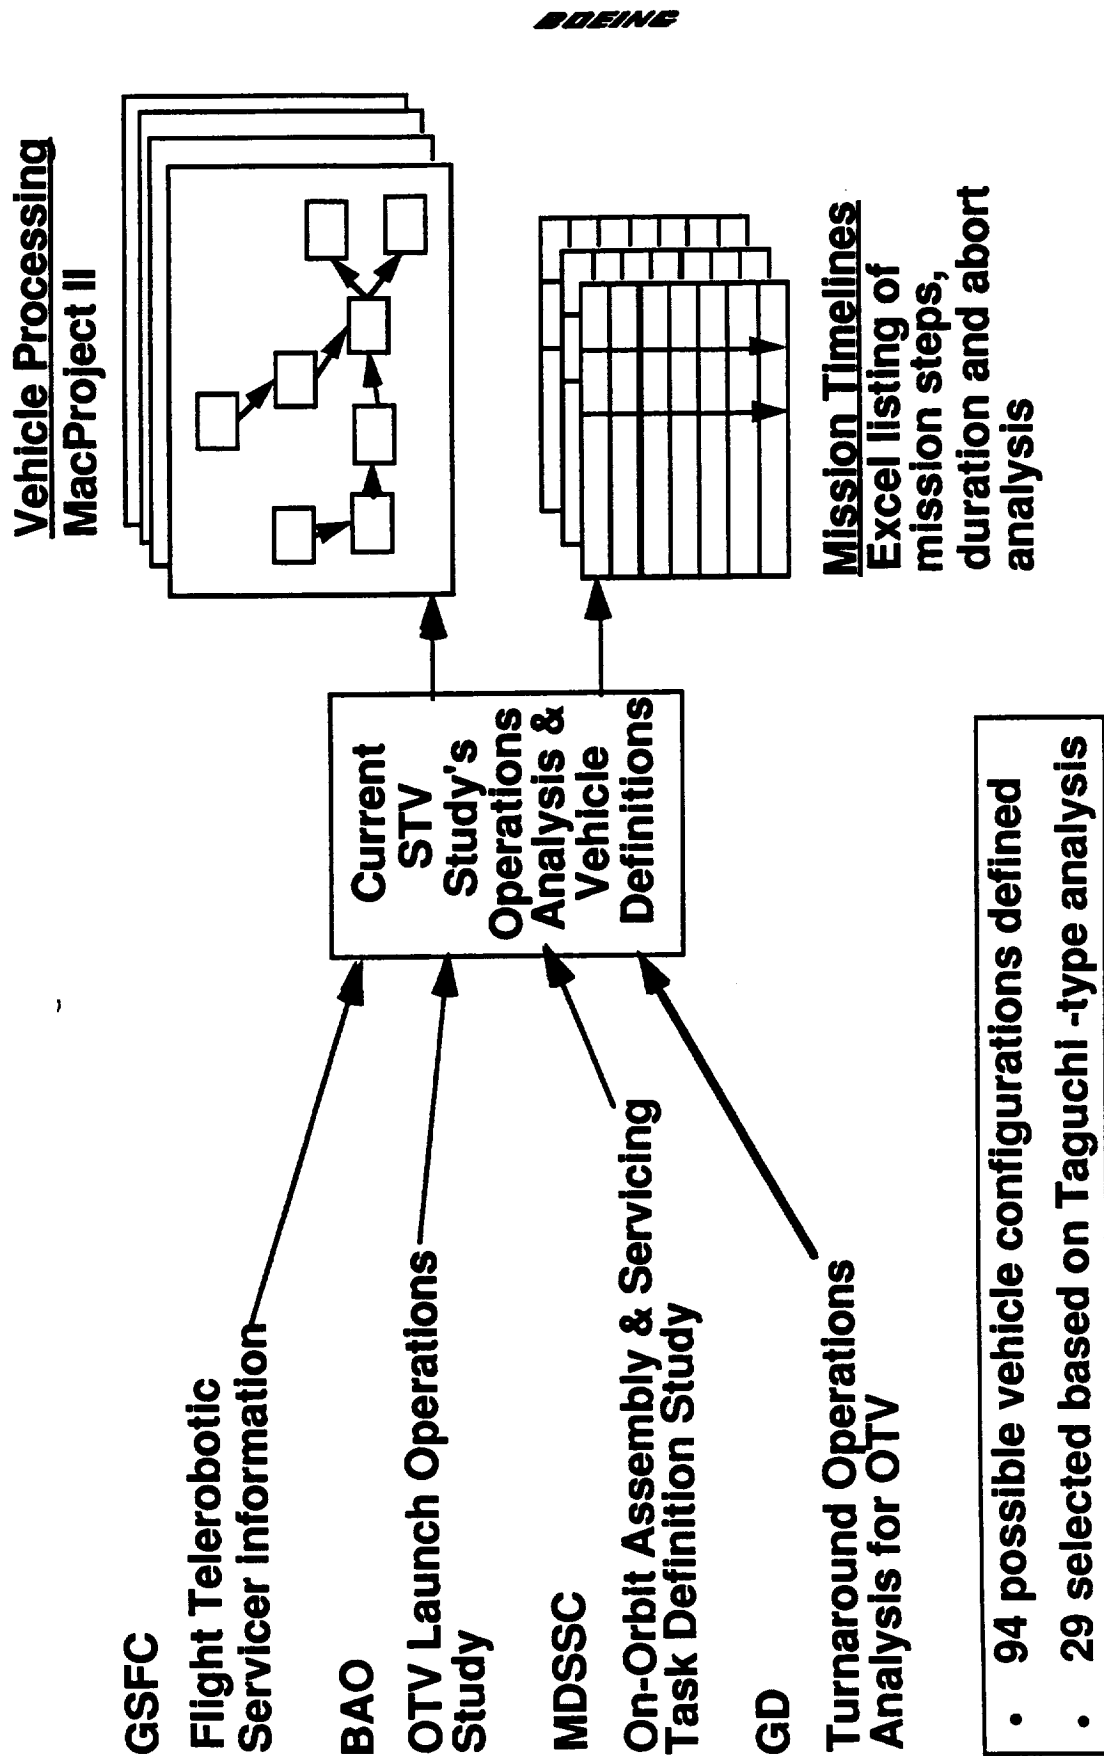 GSFC
Flight Telerobotic
Servicer information
BAO
OTV Launch Operations
Study
MDSSC
On-Orbit Assembly & Servicing
Task Definition Study
GD
Turnaround Operations
Analysis for OTV
Current
STV
Study's
Operations
Analysis &
Vehicle
Definitions
Vehicle Processing
MacProject II
Mission Timelines
Excel listing of
mission steps,
duration and abort
analysis
• 94 possible vehicle configurations defined
• 29 selected based on Taguchi -type analysis
BOEING